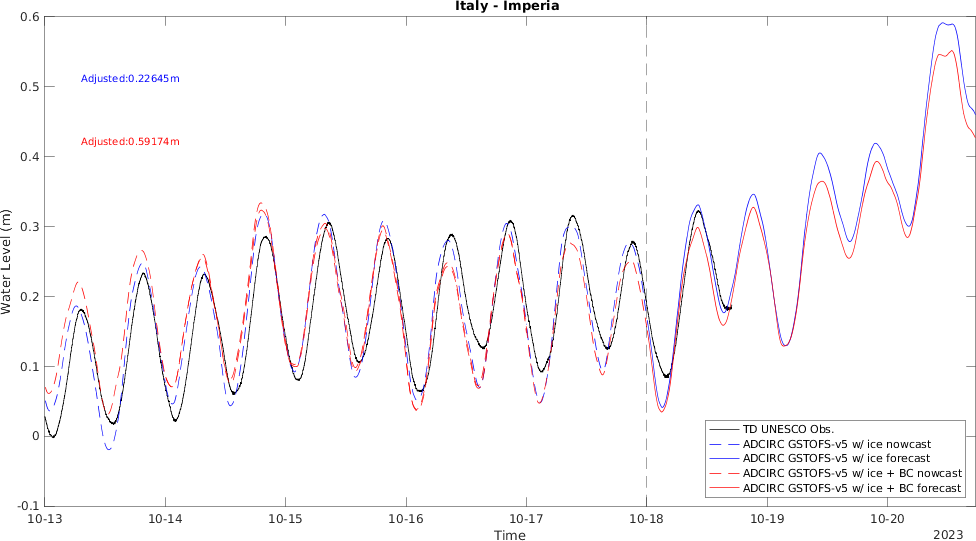 Italy - Imperia
0.6
0.5
0.4
0.3
0.2
0.1
0
-0.1
Water Level (m)
Adjusted:0.22645m
Adjusted:0.59174m
TD UNESCO Obs.
ADCIRC GSTOFS-v5 w/ ice nowcast
ADCIRC GSTOFS-v5 w/ ice forecast
ADCIRC GSTOFS-v5 w/ ice + BC nowcast
ADCIRC GSTOFS-v5 w/ ice + BC forecast
10-13 10-14 10-15 10-16 10-17 10-18 10-19 10-20
Time
2023